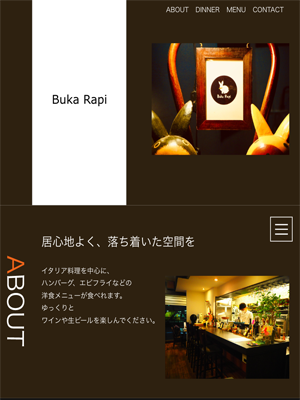 ABOUT DINNER MENU CONTACT
Buka Rapi
Buka Rapi
居心地よく、落ち着いた空間を
ABOUT
イタリア料理を中心に、
ハンバーグ、エビフライなどの
洋食メニューが食べれます。
ゆっくりと
ワインや生ビールを楽しんでください。